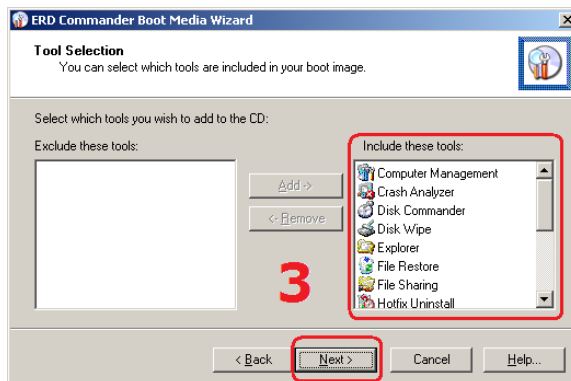 ERD Commander Boot Media Wizard
Tool Selection
You can select which tools are included in your boot image.
Select which tools you wish to add to the CD:
Exclude these tools:
Include these tools:
Add ->
<- Remove
Computer Management
Crash Analyzer
Disk Commander
Disk Wipe
Explorer
File Restore
File Sharing
Hotfix Uninstall
3
< Back
Next >
Cancel
Help...